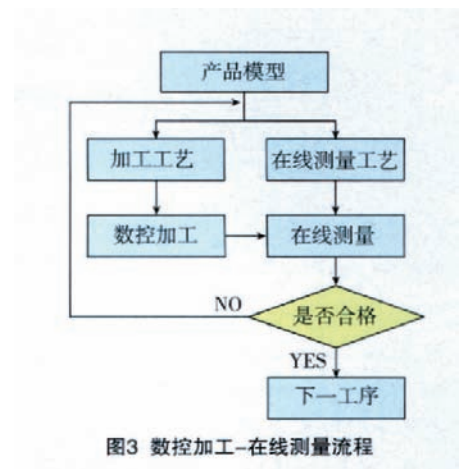 产品模型
加工工艺
在线测量工艺
数控加工
在线测量
是否合格
NO
YES
下一工序
图3 数控加工-在线测量流程